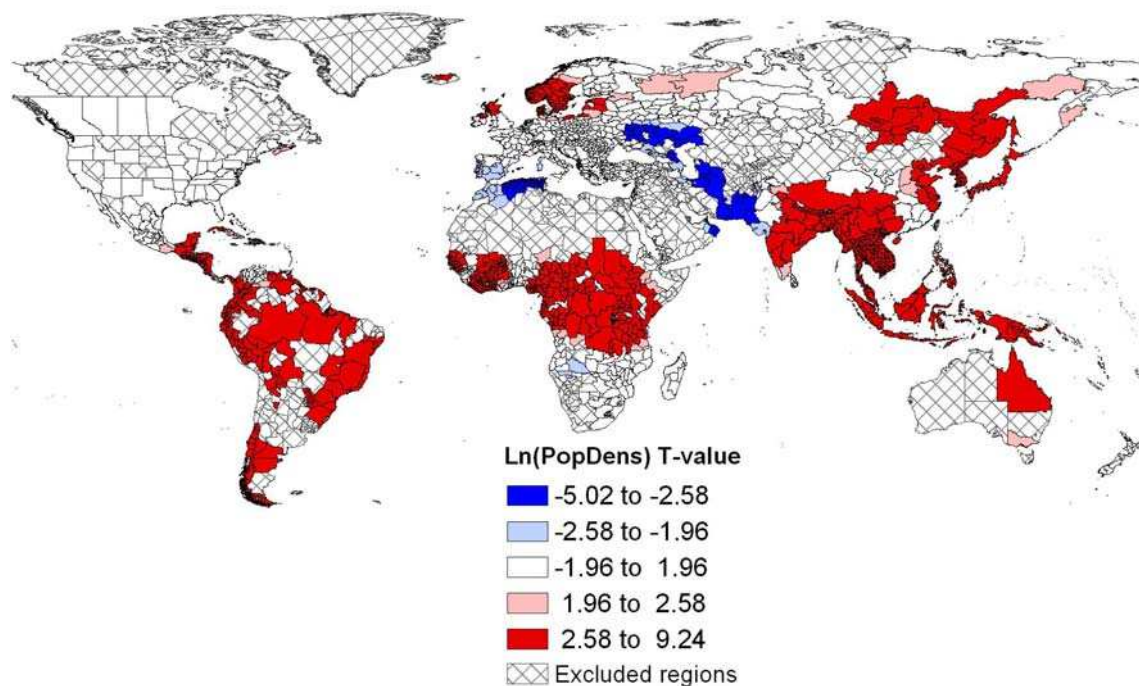 Ln(PopDens) T-value
-5.02 to -2.58
-2.58 to -1.96
-1.96 to 1.96
1.96 to 2.58
2.58 to 9.24
Excluded regions